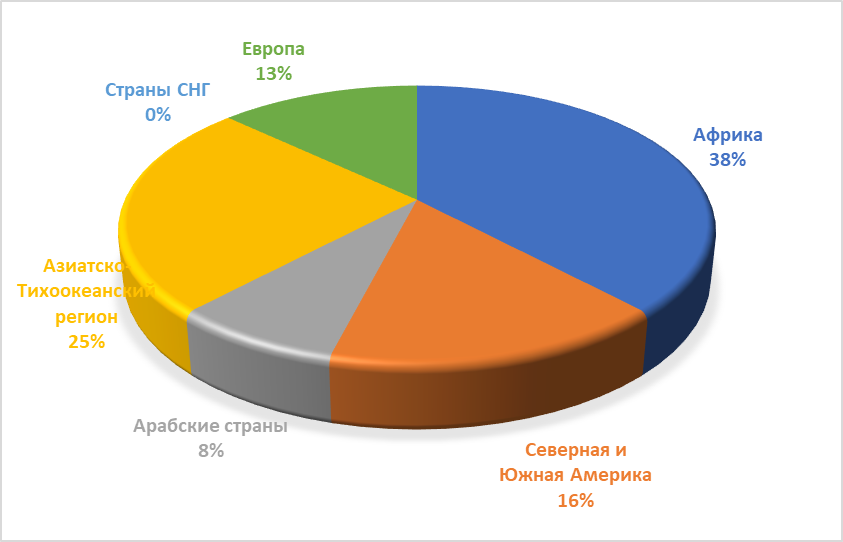 Европа
13%
Страны СНГ
0%
Африка
38%
Азиатско-
Тихоокеанский
регион
25%
Арабские страны
8%
Северная и
Южная Америка
16%